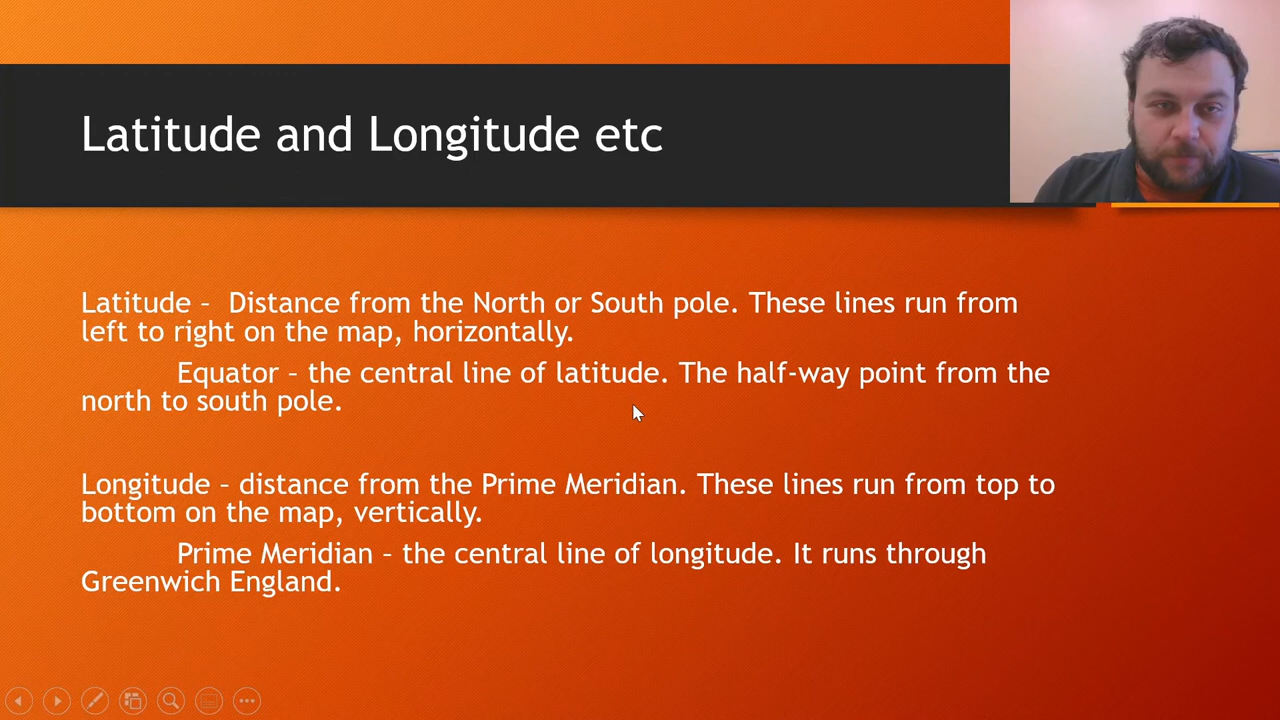 Latitude and Longitude etc
Latitude –  Distance from the North or South pole. These lines run from
left to right on the map, horizontally.
Equator – the central line of latitude. The half-way point from the
north to south pole.
Longitude – distance from the Prime Meridian. These lines run from top to
bottom on the map, vertically.
Prime Meridian – the central line of longitude. It runs through
Greenwich England.